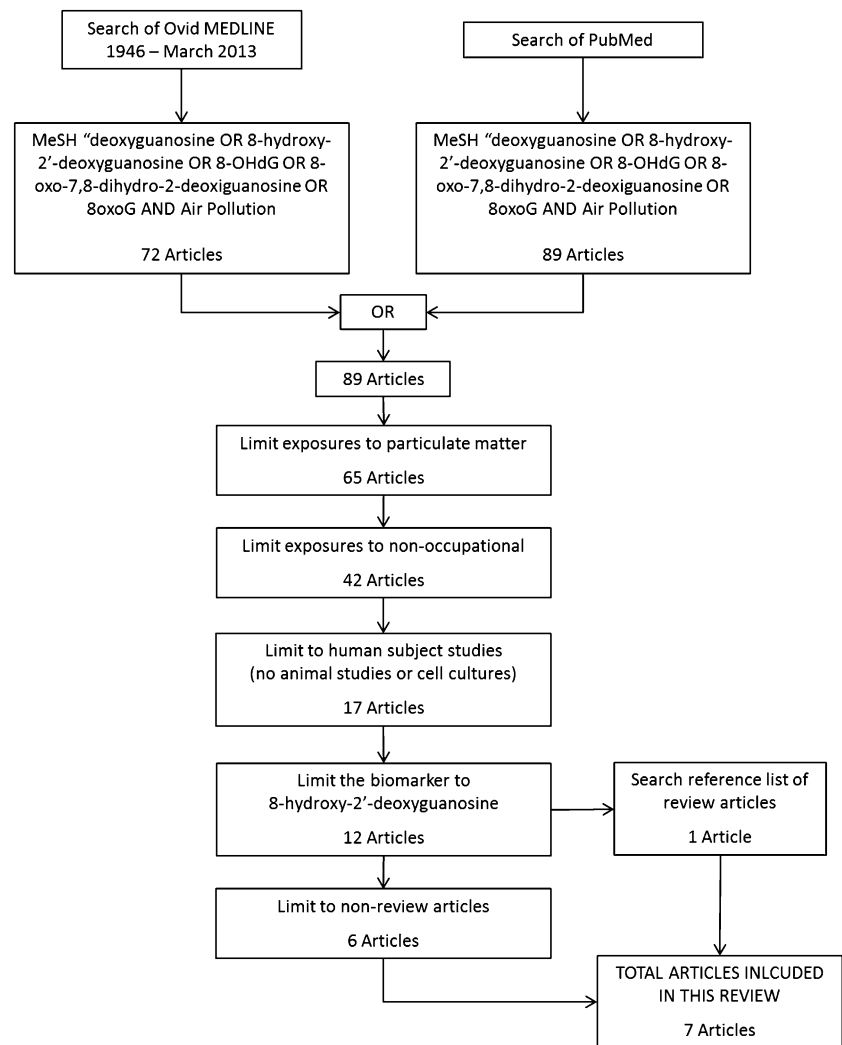 Search of Ovid MEDLINE
1946 – March 2013
Search of PubMed
MeSH “deoxyguanosine OR 8-hydroxy-
2’-deoxyguanosine OR 8-OHdG OR 8-
oxo-7,8-dihydro-2-deoxiguanosine OR
8oxoG AND Air Pollution
72 Articles
MeSH “deoxyguanosine OR 8-hydroxy-
2’-deoxyguanosine OR 8-OHdG OR 8-
oxo-7,8-dihydro-2-deoxiguanosine OR
8oxoG AND Air Pollution
89 Articles
OR
89 Articles
Limit exposures to particulate matter
65 Articles
Limit exposures to non-occupational
42 Articles
Limit to human subject studies
(no animal studies or cell cultures)
17 Articles
Limit the biomarker to
8-hydroxy-2’-deoxyguanosine
12 Articles
Search reference list of
review articles
1 Article
Limit to non-review articles
6 Articles
TOTAL ARTICLES INLCUDED
IN THIS REVIEW
7 Articles